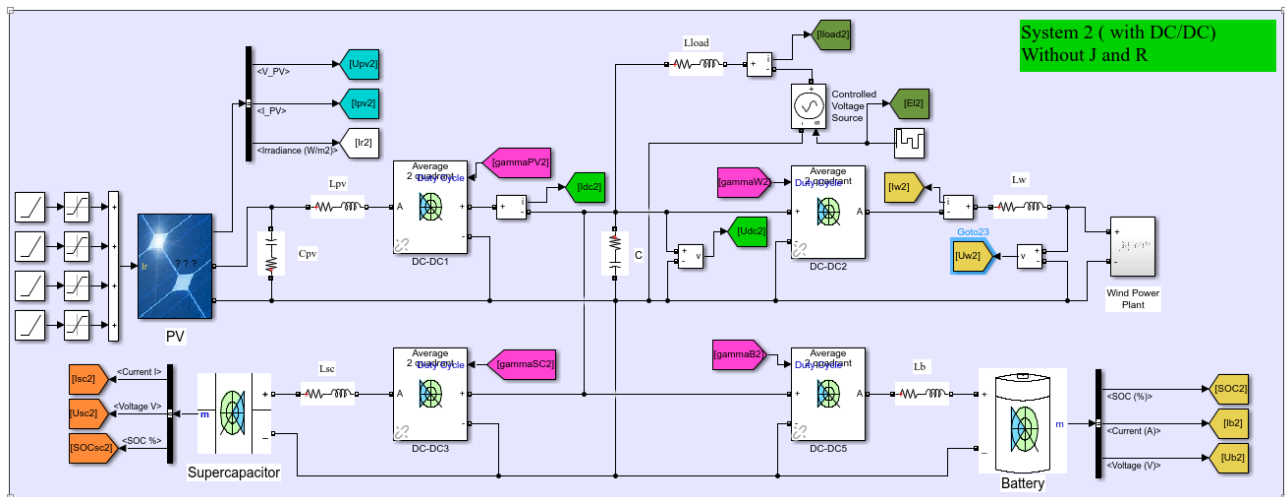 System 2 ( with DC/DC)
Without J and R
[Iload2]
Lload
+
i
-
[Upv2]
<V_PV>
[Ipv2]
<I_PV>
[Ir2]
<Irradiance (W/m2)>
+
-
s
Controlled
Voltage
Source
[El2]
Average
2 quadrant
Duty Cycle
[gammaPV2]
[Idc2]
Lpv
A
+
-
DC-DC1
+
i
-
Cpv
C
[gammaW2]
Average
2 quadrant
Duty Cycle
+
A
-
DC-DC2
[Udc2]
+
-
v
[Iw2]
i
+
-
Lw
Goto23
[Uw2]
v
+
-
+
-
Wind Power
Plant
+
+
+
+
Ir
? ? ?
PV
Average
2 quadrant
Duty Cycle
[gammaSC2]
Lsc
A
+
-
DC-DC3
[Isc2]
<Current I>
[Usc2]
<Voltage V>
[SOCsc2]
<SOC %>
m
+
_
Supercapacitor
[gammaB2]
Average
2 quadrant
Duty Cycle
+
A
-
DC-DC5
Lb
+
_
m
Battery
[SOC2]
<SOC (%)>
[Ib2]
<Current (A)>
[Ub2]
<Voltage (V)>